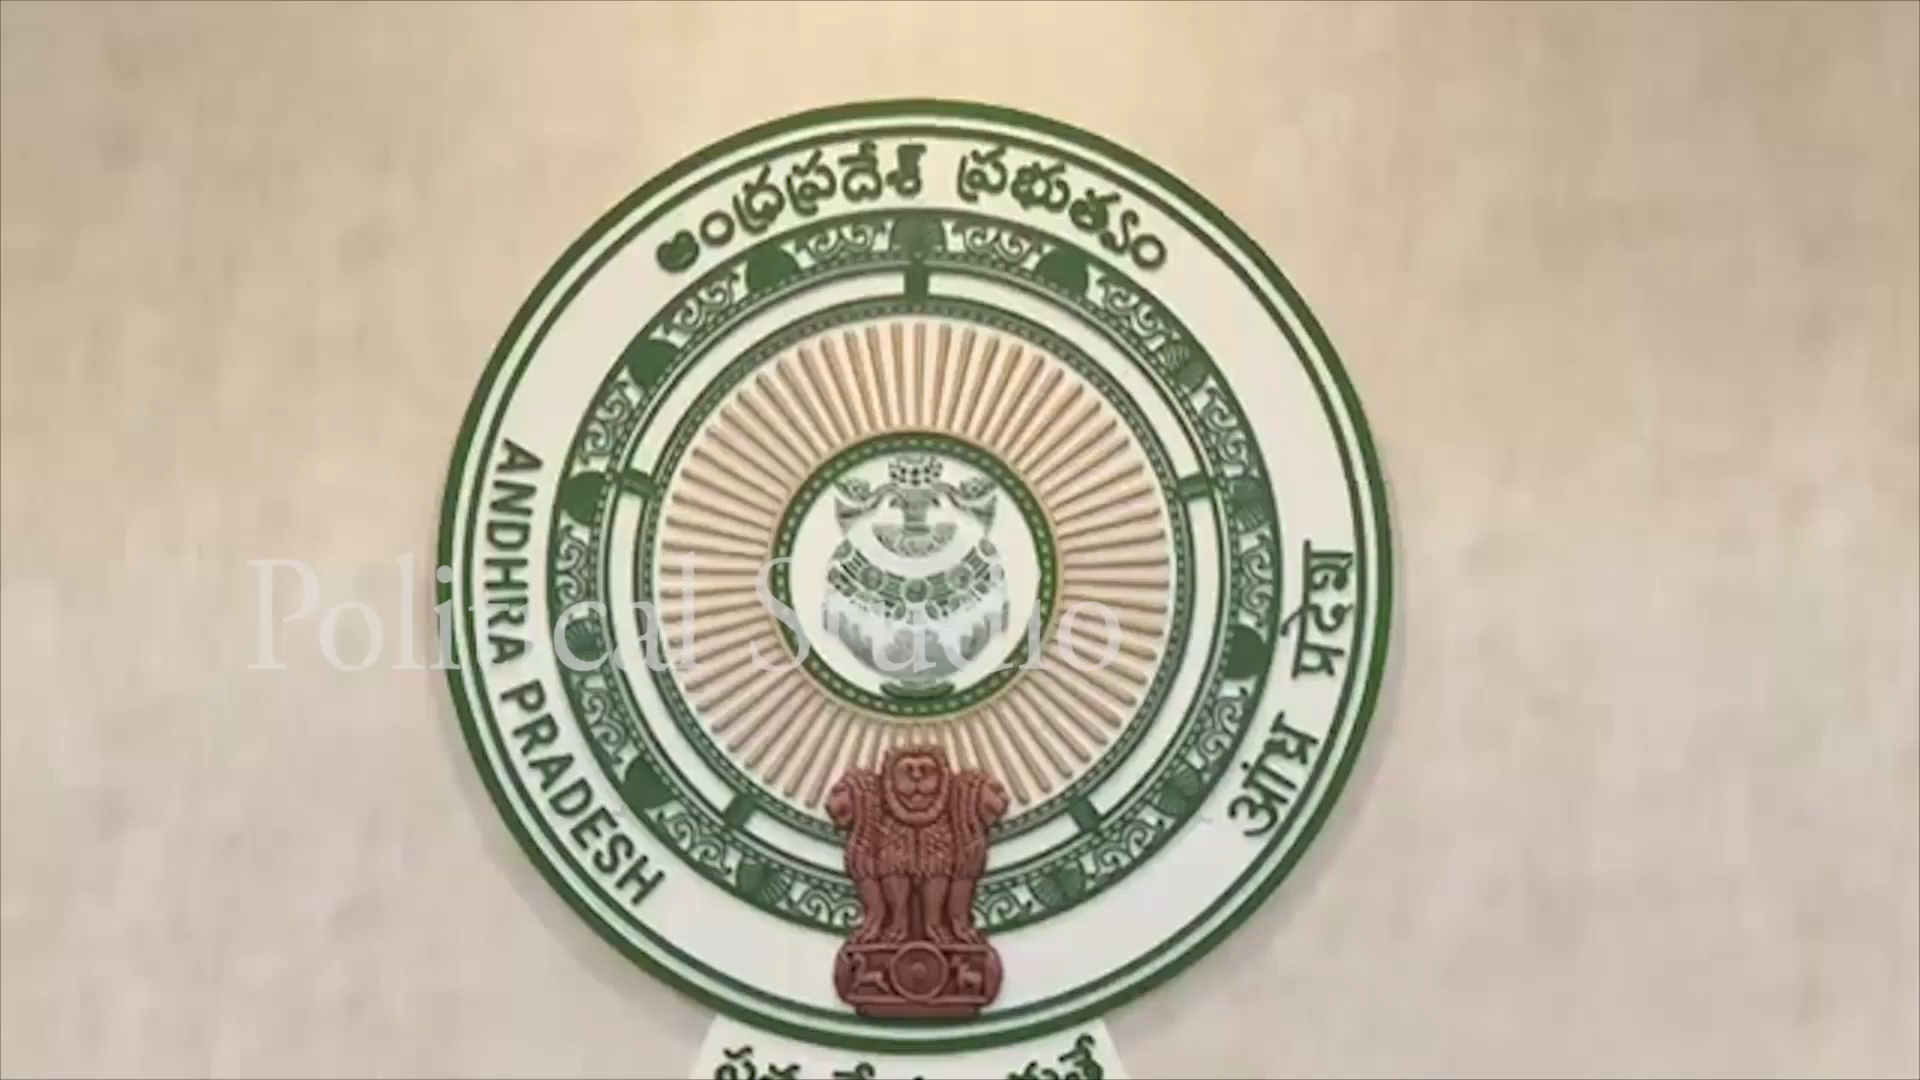 ఆంధ్రప్రదేశ్ ప్రభుత్వం
ANDHRA PRADESH
आंध्र प्रदेश
Political Studio